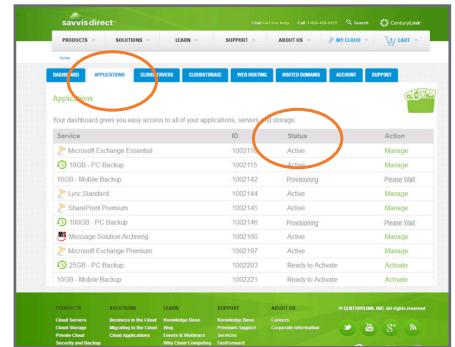 savvisdirect
Chat Get live help Call 1-855-459-5111 Search CenturyLink
PRODUCTS SOLUTIONS LEARN SUPPORT ABOUT US MY CLOUD CART
Home
DASHBOARD APPLICATIONS CLOUD SERVERS CLOUDSTORAGE WEB HOSTING HOSTED DOMAINS ACCOUNT SUPPORT
Applications
Your dashboard gives you easy access to all of your applications, servers and storage.
Service ID Status Action
Microsoft Exchange Essential Active Manage
10GB - PC Backup 1002115 Active Manage
10GB - Mobile Backup 1002142 Provisioning Please Wait
Lync Standard 1002144 Active Manage
SharePoint Premium 1002145 Active Manage
100GB - PC Backup 1002146 Provisioning Please Wait
Message Solution Archiving 1002160 Active Manage
Microsoft Exchange Premium 1002197 Active Manage
25GB - PC Backup 1002203 Ready to Activate Activate
10GB - Mobile Backup 1002221 Ready to Activate Activate
PRODUCTS SOLUTIONS LEARN SUPPORT ABOUT US © CENTURYLINK, INC. All rights reserved
Cloud Servers Business in the Cloud Knowledge Base Knowledge Base Careers
Cloud Storage Migrating to the Cloud Blog Premium Support Corporate Information
Private Cloud Cloud Applications Events & Webinars Services
Security and Backup Why Cloud Computing FastForward